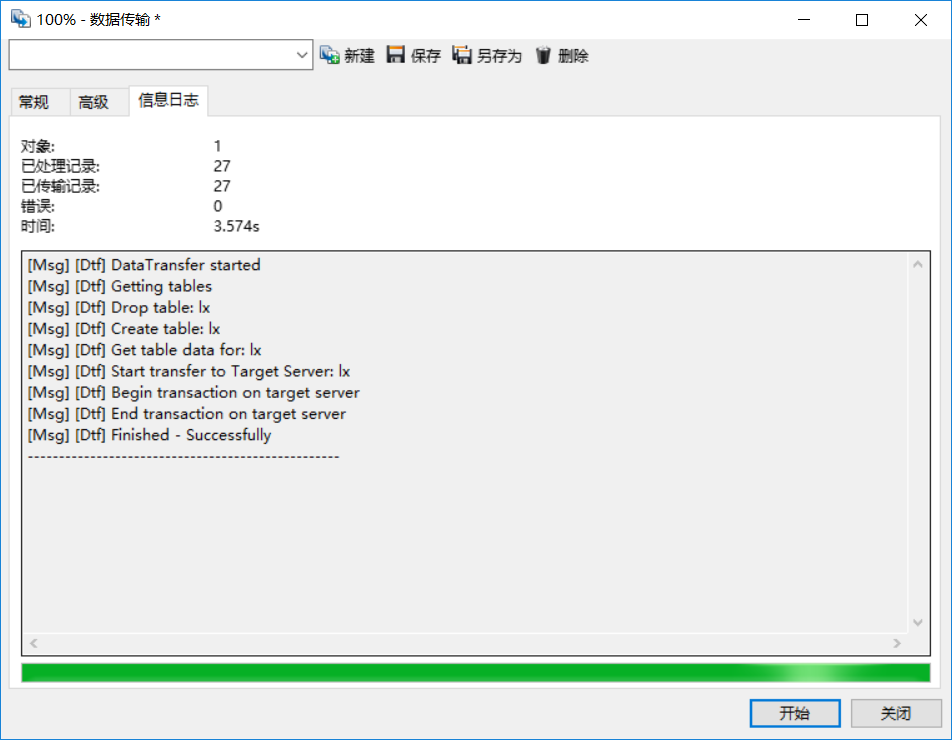 100% - 数据传输 *
新建 保存 另存为 删除
常规 高级 信息日志
对象: 1
已处理记录: 27
已传输记录: 27
错误: 0
时间: 3.574s
[Msg] [Dtf] DataTransfer started
[Msg] [Dtf] Getting tables
[Msg] [Dtf] Drop table: lx
[Msg] [Dtf] Create table: lx
[Msg] [Dtf] Get table data for: lx
[Msg] [Dtf] Start transfer to Target Server: lx
[Msg] [Dtf] Begin transaction on target server
[Msg] [Dtf] End transaction on target server
[Msg] [Dtf] Finished - Successfully
--------------------------------------------------
开始 关闭